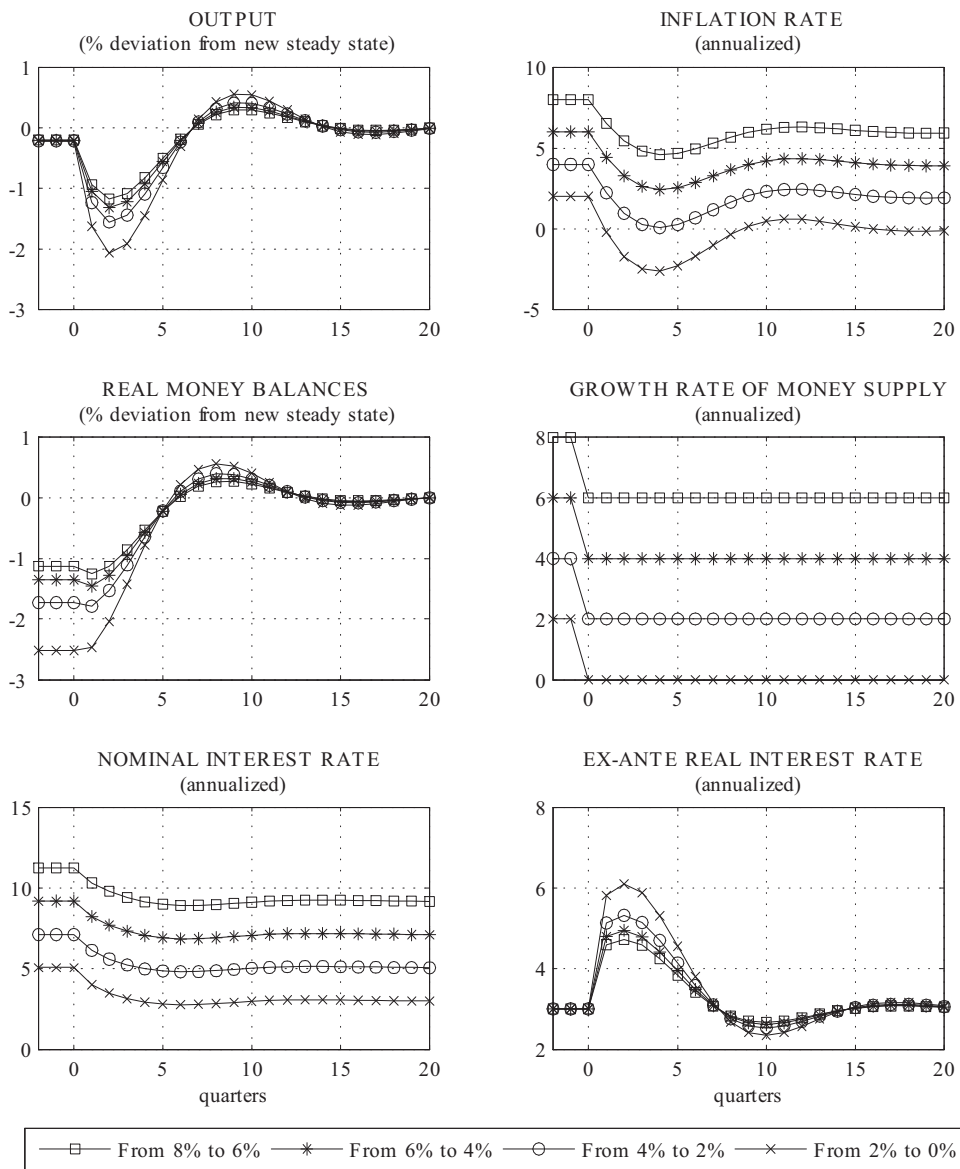 OUTPUT
(% deviation from new steady state)
1
0
-1
-2
-3
0 5 10 15 20
INFLATION RATE
(annualized)
10
5
0
-5
0 5 10 15 20
REAL MONEY BALANCES
(% deviation from new steady state)
1
0
-1
-2
-3
0 5 10 15 20
GROWTH RATE OF MONEY SUPPLY
(annualized)
8
6
4
2
0
0 5 10 15 20
NOMINAL INTEREST RATE
(annualized)
15
10
5
0
0 5 10 15 20
quarters
EX-ANTE REAL INTEREST RATE
(annualized)
8
6
4
2
0 5 10 15 20
quarters
From 8% to 6% From 6% to 4% From 4% to 2% From 2% to 0%